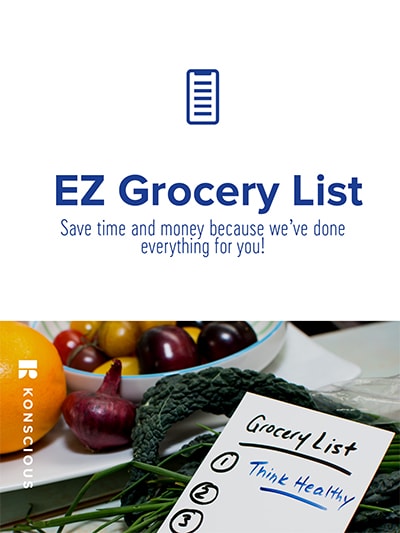 EZ Grocery List
Save time and money because we've done
everything for you!
KONSCIOUS
Grocery List
1 Think Healthy
2
3